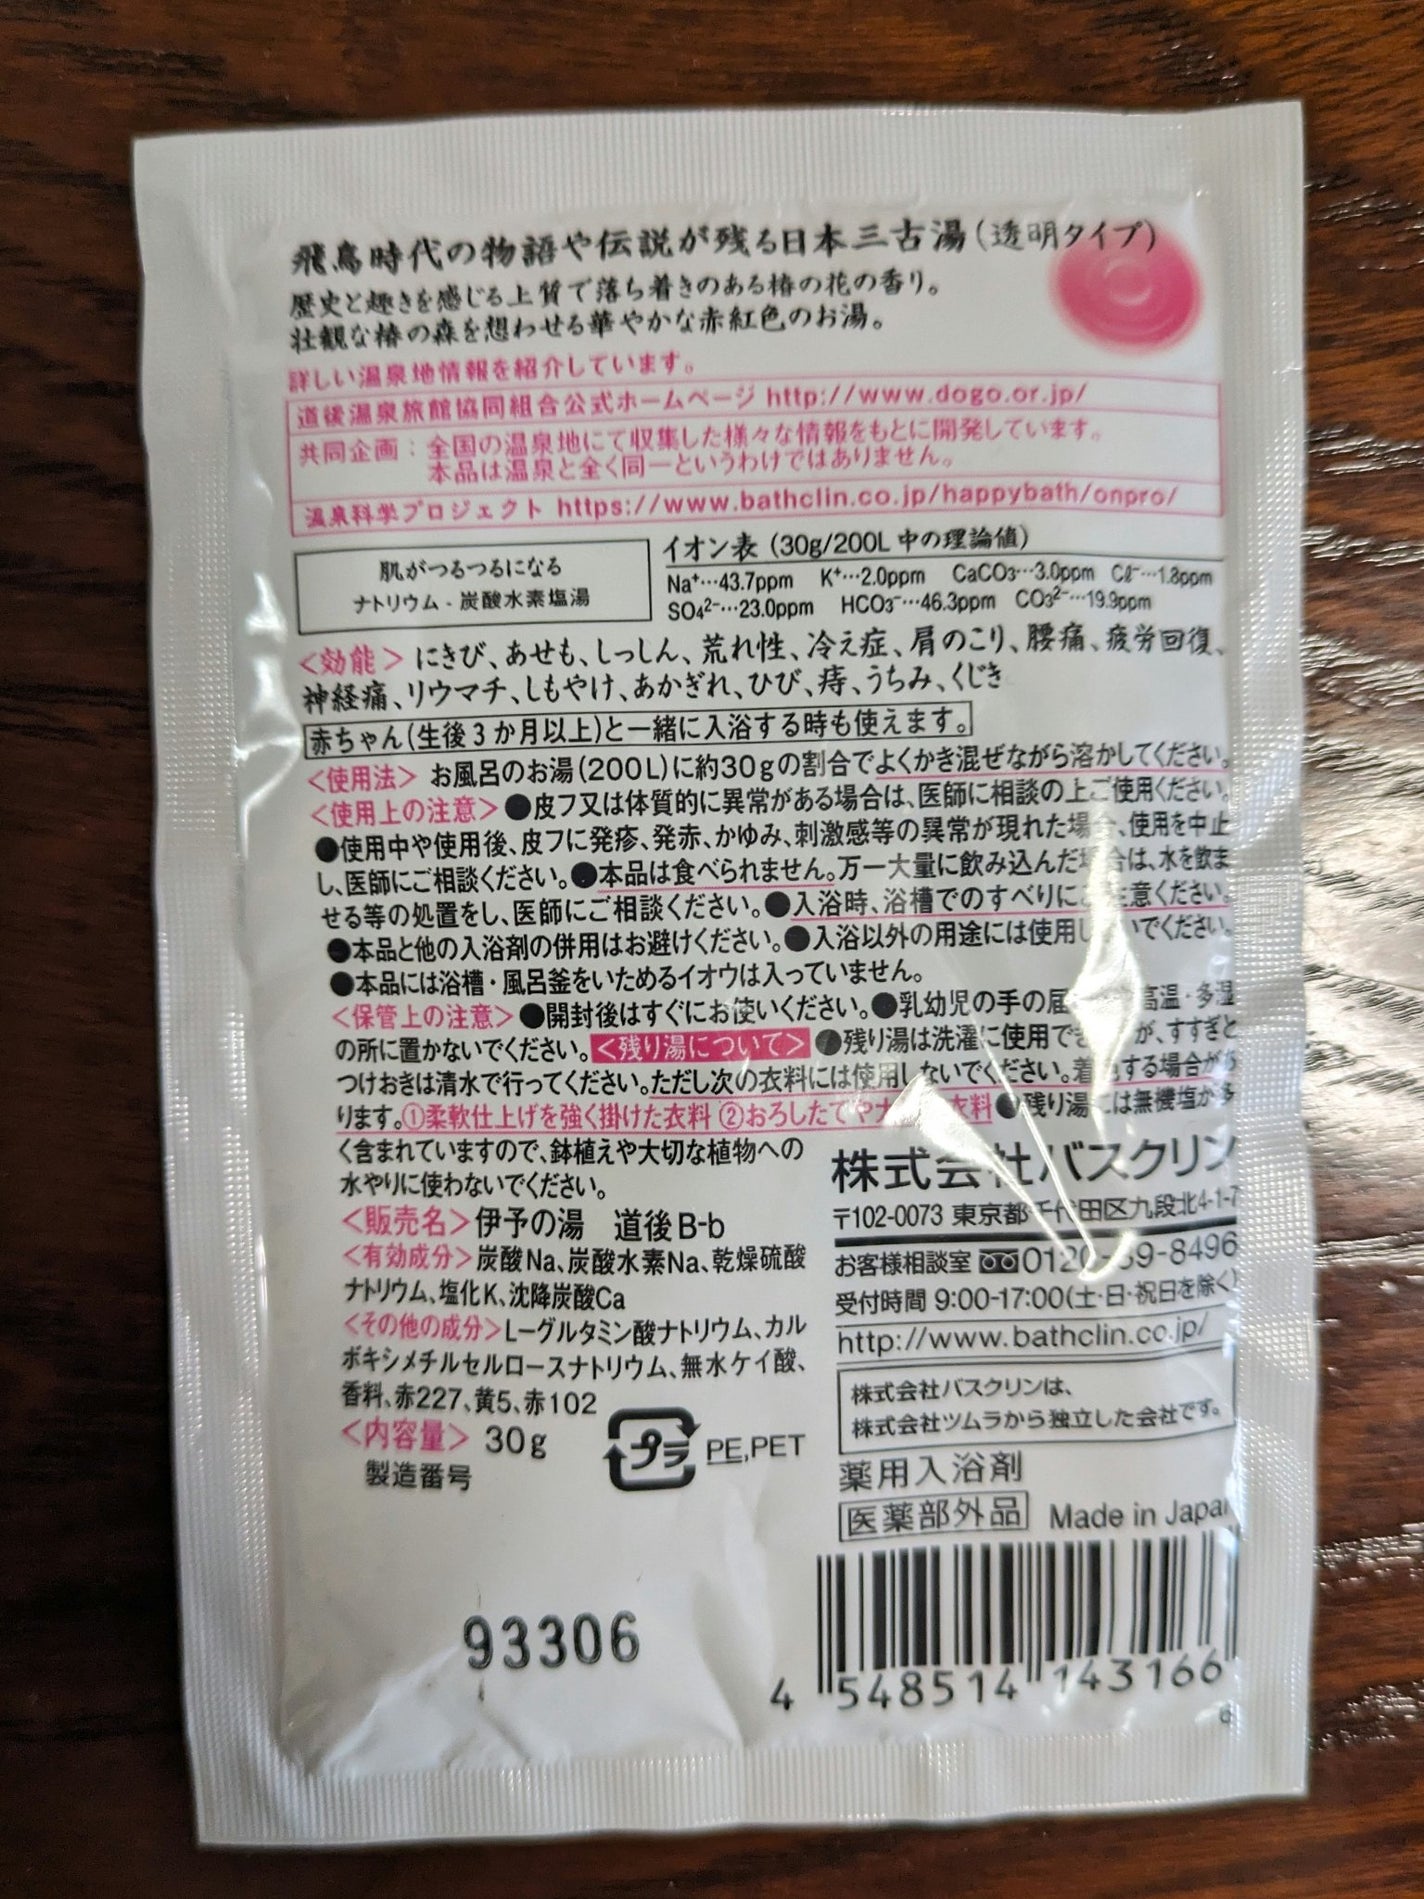 飛鳥時代の物語や伝説が残る日本三古湯(透明タイプ)
歴史と趣きを感じる上質で落ち着きのある椿の花の香り。
壮観な椿の森を想わせる華やかな赤紅色のお湯。
詳しい温泉地情報を紹介しています。
道後温泉旅館協同組合公式ホームページ http://www.dogo.or.jp/
共同企画：全国の温泉地にて収集した様々な情報をもとに開発しています。
本品は温泉と全く同一というわけではありません。
温泉科学プロジェクト https://www.bathclin.co.jp/happybath/onpro/
肌がつるつるになる
ナトリウム・炭酸水素塩湯
イオン表 (30g/200L 中の理論値)
Na⁺…43.7ppm K⁺…2.0ppm CaCO₃…3.0ppm Cℓ⁻…1.8ppm
SO₄²⁻…23.0ppm HCO₃⁻…46.3ppm CO₃²⁻…19.9ppm
<効能> にきび、あせも、しっしん、荒れ性、冷え症、肩のこり、腰痛、疲労回復、
神経痛、リウマチ、しもやけ、あかぎれ、ひび、痔、うちみ、くじき
赤ちゃん(生後3か月以上)と一緒に入浴する時も使えます。
<使用法> お風呂のお湯(200L)に約30gの割合でよくかき混ぜながら溶かしてください。
<使用上の注意>●皮フ又は体質的に異常がある場合は、医師に相談の上ご使用ください。
●使用中や使用後、皮フに発疹、発赤、かゆみ、刺激感等の異常が現れた場 、使用を中止
し、医師にご相談ください。●本品は食べられません。万一大量に飲み込んだ場合は、水を飲ま
せる等の処置をし、医師にご相談ください。●入浴時、浴槽でのすべりにご注意ください。
●本品と他の入浴剤の併用はお避けください。●入浴以外の用途には使用し いでください。
●本品には浴槽・風呂釜をいためるイオウは入っていません。
<保管上の注意>●開封後はすぐにお使いください。●乳幼児の手の届 高温・多湿
の所に置かないでください。<残り湯について>●残り湯は洗濯に使用でき が、すすぎと
つけおきは清水で行ってください。ただし次の衣料には使用しないでください。着色する場合があ
ります。①柔軟仕上げを強く掛けた衣料 ②おろしたてや大 衣料●残り湯には無機塩が多
く含まれていますので、鉢植えや大切な植物への
水やりに使わないでください。
<販売名>伊予の湯 道後B-b
<有効成分>炭酸Na、炭酸水素Na、乾燥硫酸
ナトリウム、塩化K、沈降炭酸Ca
<その他の成分>L-グルタミン酸ナトリウム、カル
ボキシメチルセルロースナトリウム、無水ケイ酸、
香料、赤227、黄5、赤102
<内容量> 30g
製造番号
プラ PE,PET
株式会社バスクリン
〒102-0073 東京都千代田区九段北4-1-7
お客様相談室 0120-39-8496
受付時間 9:00-17:00(土・日・祝日を除く)
http://www.bathclin.co.jp/
株式会社バスクリンは、
株式会社ツムラから独立した会社です。
薬用入浴剤
医薬部外品 Made in Japan
93306
4 548514 143166
6